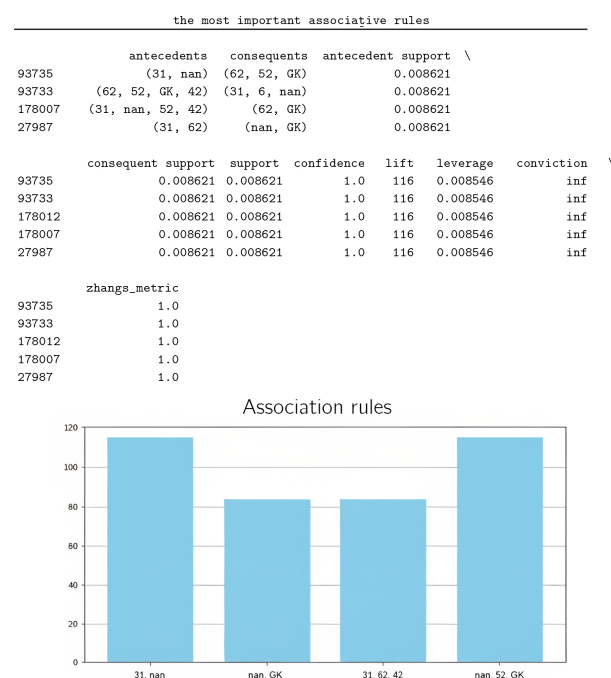 the most important associative rules
antecedents consequents antecedent support \
93735 (31, nan) (62, 52, GK) 0.008621
93733 (62, 52, GK, 42) (31, 6, nan) 0.008621
178007 (31, nan, 52, 42) (62, GK) 0.008621
27987 (31, 62) (nan, GK) 0.008621
consequent support support confidence lift leverage conviction \
93735 0.008621 0.008621 1.0 116 0.008546 inf
93733 0.008621 0.008621 1.0 116 0.008546 inf
178012 0.008621 0.008621 1.0 116 0.008546 inf
178007 0.008621 0.008621 1.0 116 0.008546 inf
27987 0.008621 0.008621 1.0 116 0.008546 inf
zhangs_metric
93735 1.0
93733 1.0
178012 1.0
178007 1.0
27987 1.0
Association rules
120
100
80
60
40
20
0
31, nan nan, GK 31, 62, 42 nan, 52, GK